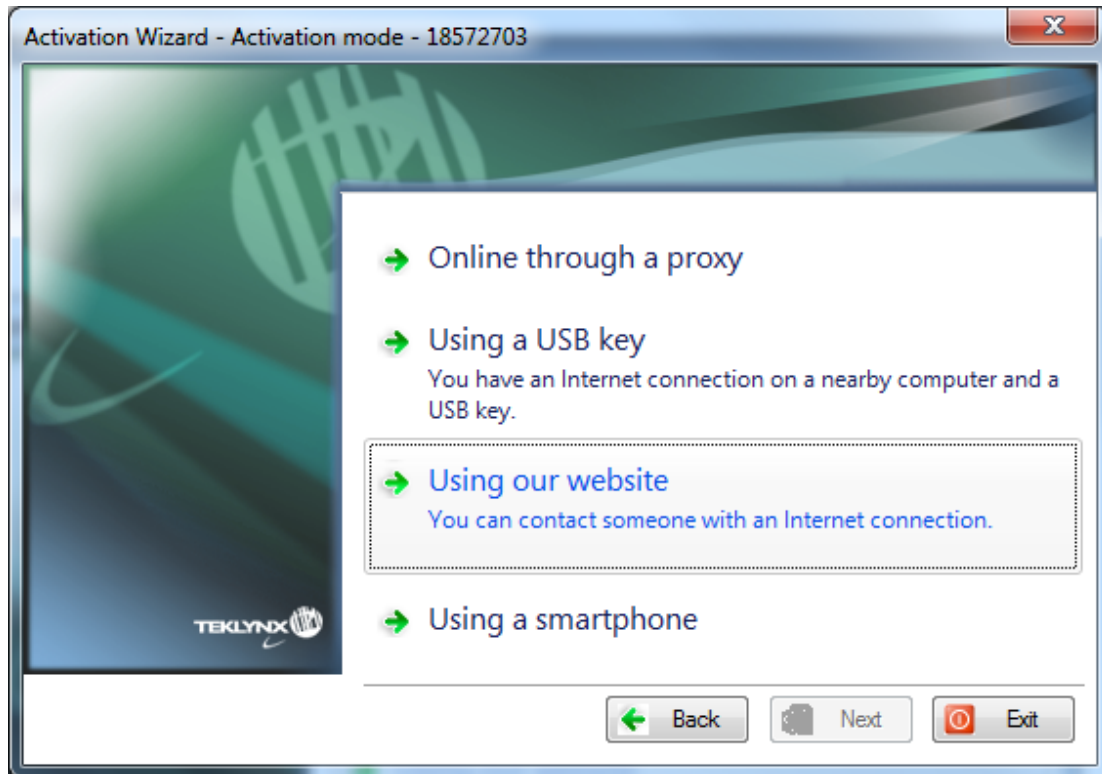 Activation Wizard - Activation mode - 18572703
Online through a proxy
Using a USB key
You have an Internet connection on a nearby computer and a
USB key.
Using our website
You can contact someone with an Internet connection.
TEKLYNX
Using a smartphone
Back
Next
Exit